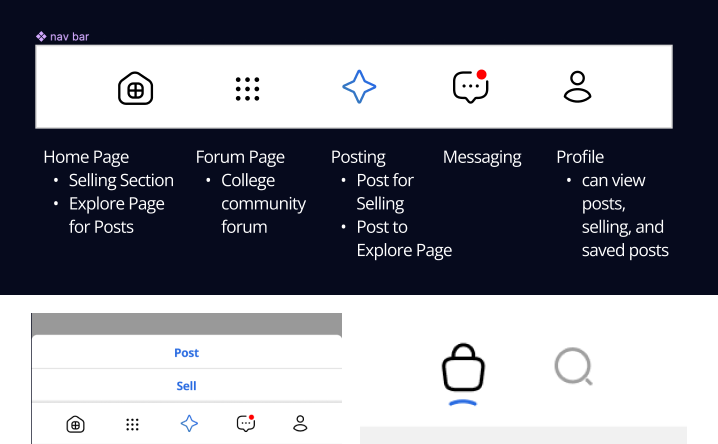 nav bar
Home Page
• Selling Section
• Explore Page
for Posts
Forum Page
• College
community
forum
Posting
• Post for
Selling
• Post to
Explore Page
Messaging
Profile
• can view
posts,
selling, and
saved posts
Post
Sell